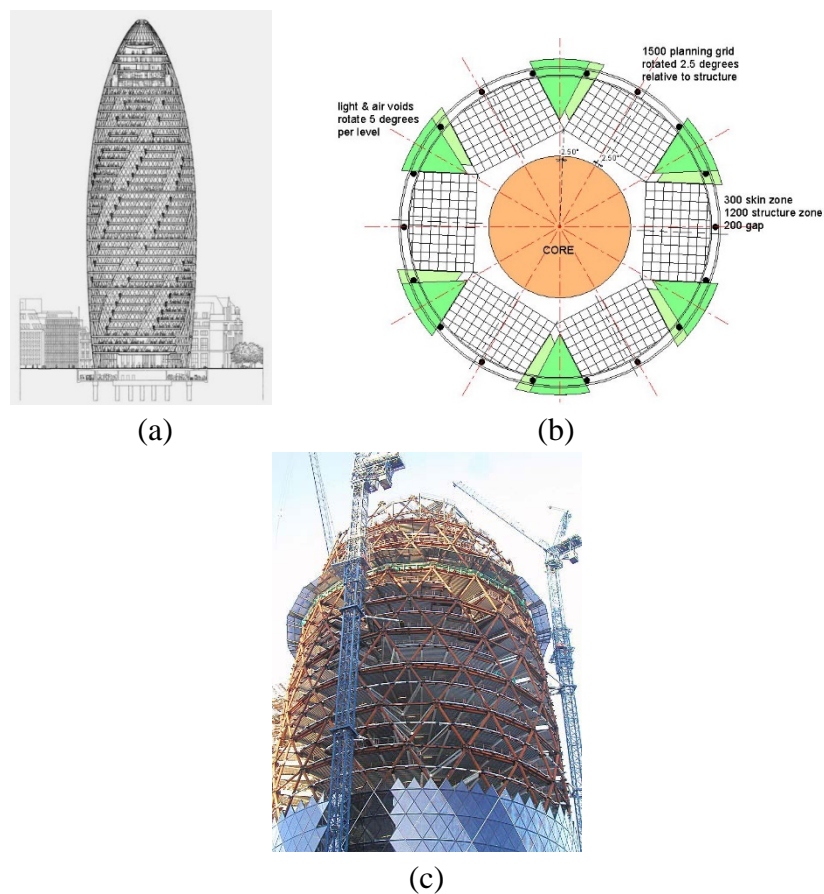 1500 planning grid
rotated 2.5 degrees
relative to structure
light & air voids
rotate 5 degrees
per level
2.50°
2.50°
300 skin zone
1200 structure zone
200 gap
CORE
(a)
(b)
(c)